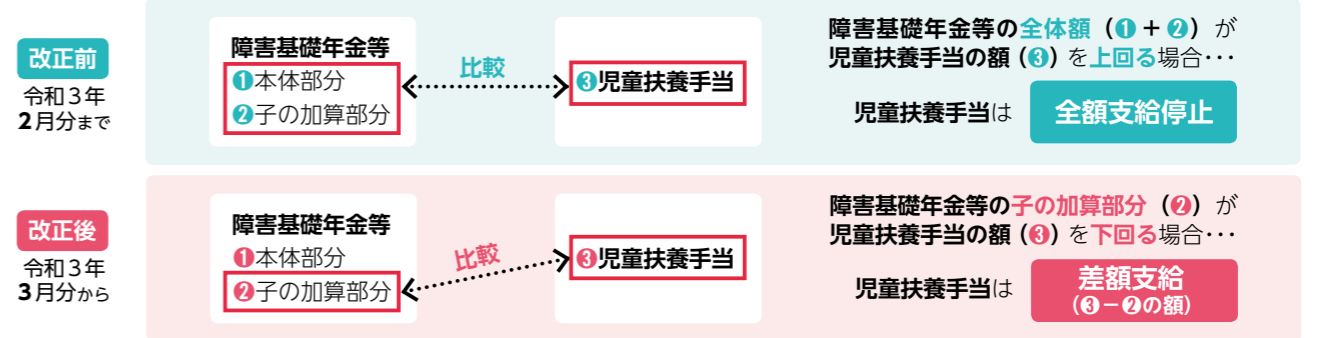 改正前
令和3年
2月分まで
障害基礎年金等
❶本体部分
❷子の加算部分
比較
❸児童扶養手当
障害基礎年金等の全体額（❶＋❷）が
児童扶養手当の額（❸）を上回る場合･･･
児童扶養手当は
全額支給停止
改正後
令和3年
3月分から
障害基礎年金等
❶本体部分
❷子の加算部分
比較
❸児童扶養手当
障害基礎年金等の子の加算部分（❷）が
児童扶養手当の額（❸）を下回る場合･･･
児童扶養手当は
差額支給
（❸－❷の額）